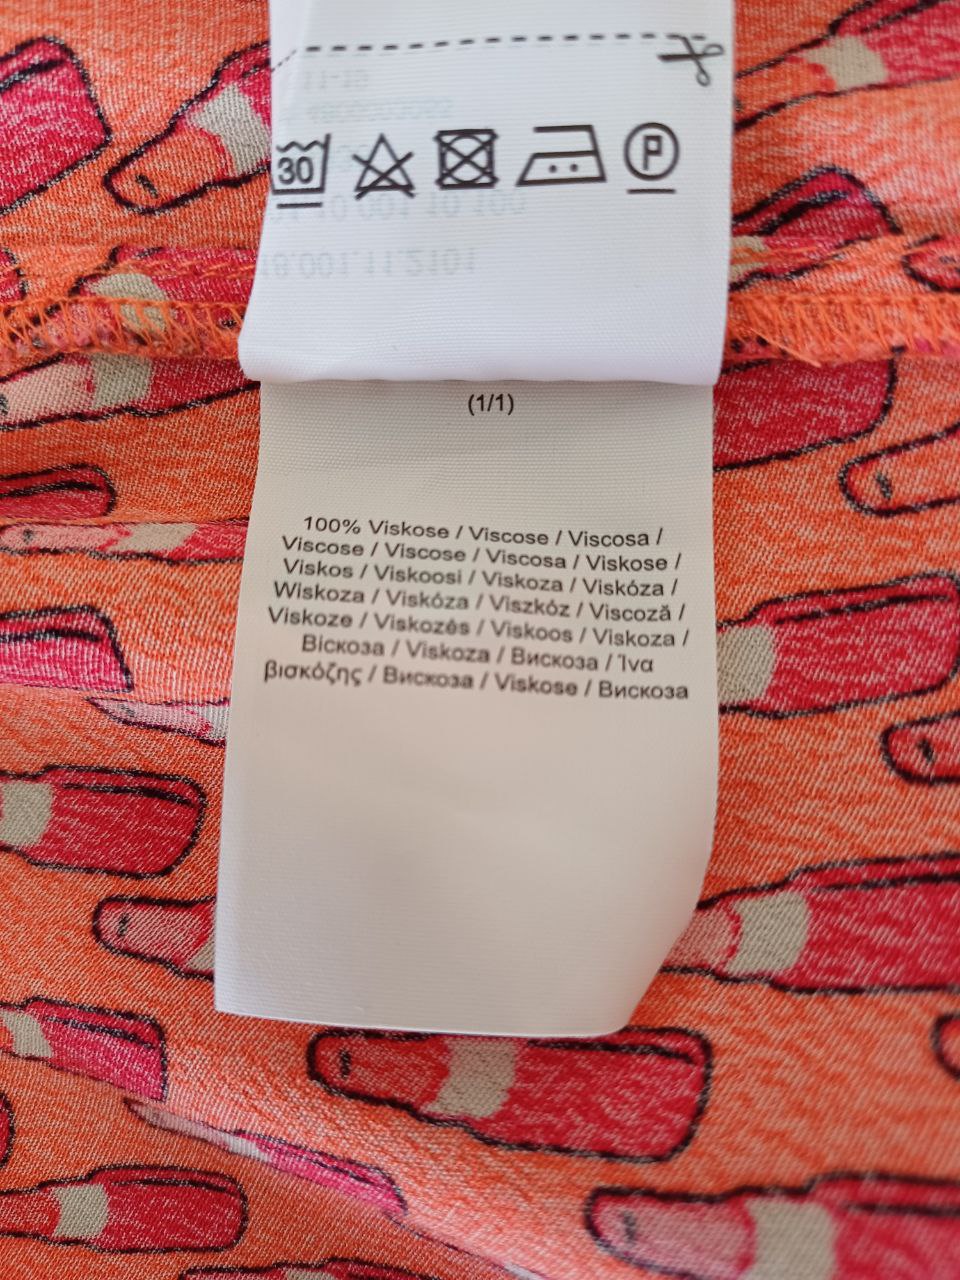 30
P
(1/1)
100% Viskose / Viscose / Viscosa /
Viscose / Viscose / Viscosa / Viskose /
Viskos / Viskoosi / Viskoza / Viskóza /
Wiskoza / Viskóza / Viszkóz / Viscoză /
Viskoze / Viskozēs / Viskoos / Viskoza /
Віскоза / Viskoza / Вискоза / Ίνα
βισκόζης / Вискоза / Viskose / Вискоза